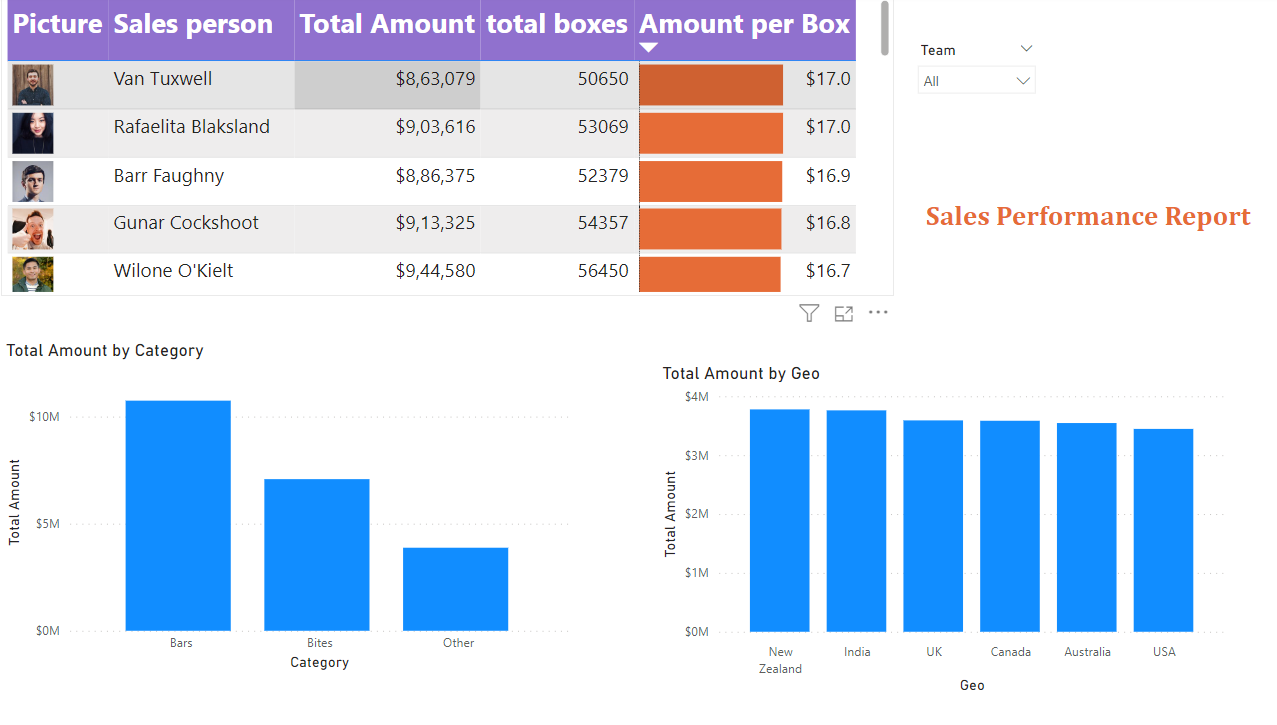 Picture Sales person Total Amount total boxes Amount per Box
Van Tuxwell $8,63,079 50650 $17.0
Rafaelita Blaksland $9,03,616 53069 $17.0
Barr Faughny $8,86,375 52379 $16.9
Gunar Cockshoot $9,13,325 54357 $16.8
Wilone O'Kielt $9,44,580 56450 $16.7
Team
All
Sales Performance Report
Total Amount by Category
Total Amount
$10M
$5M
$0M
Bars Bites Other
Category
Total Amount by Geo
Total Amount
$4M
$3M
$2M
$1M
$0M
New Zealand India UK Canada Australia USA
Geo